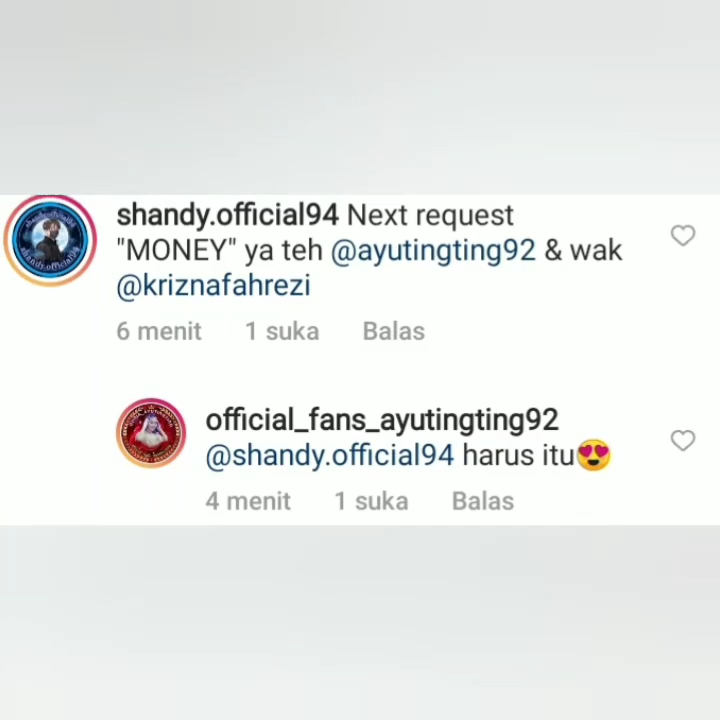 shandy.official94 Next request
"MONEY" ya teh @ayutingting92 & wak
@kriznafahrezi
6 menit 1 suka Balas
official_fans_ayutingting92
@shandy.official94 harus itu😍
4 menit 1 suka Balas